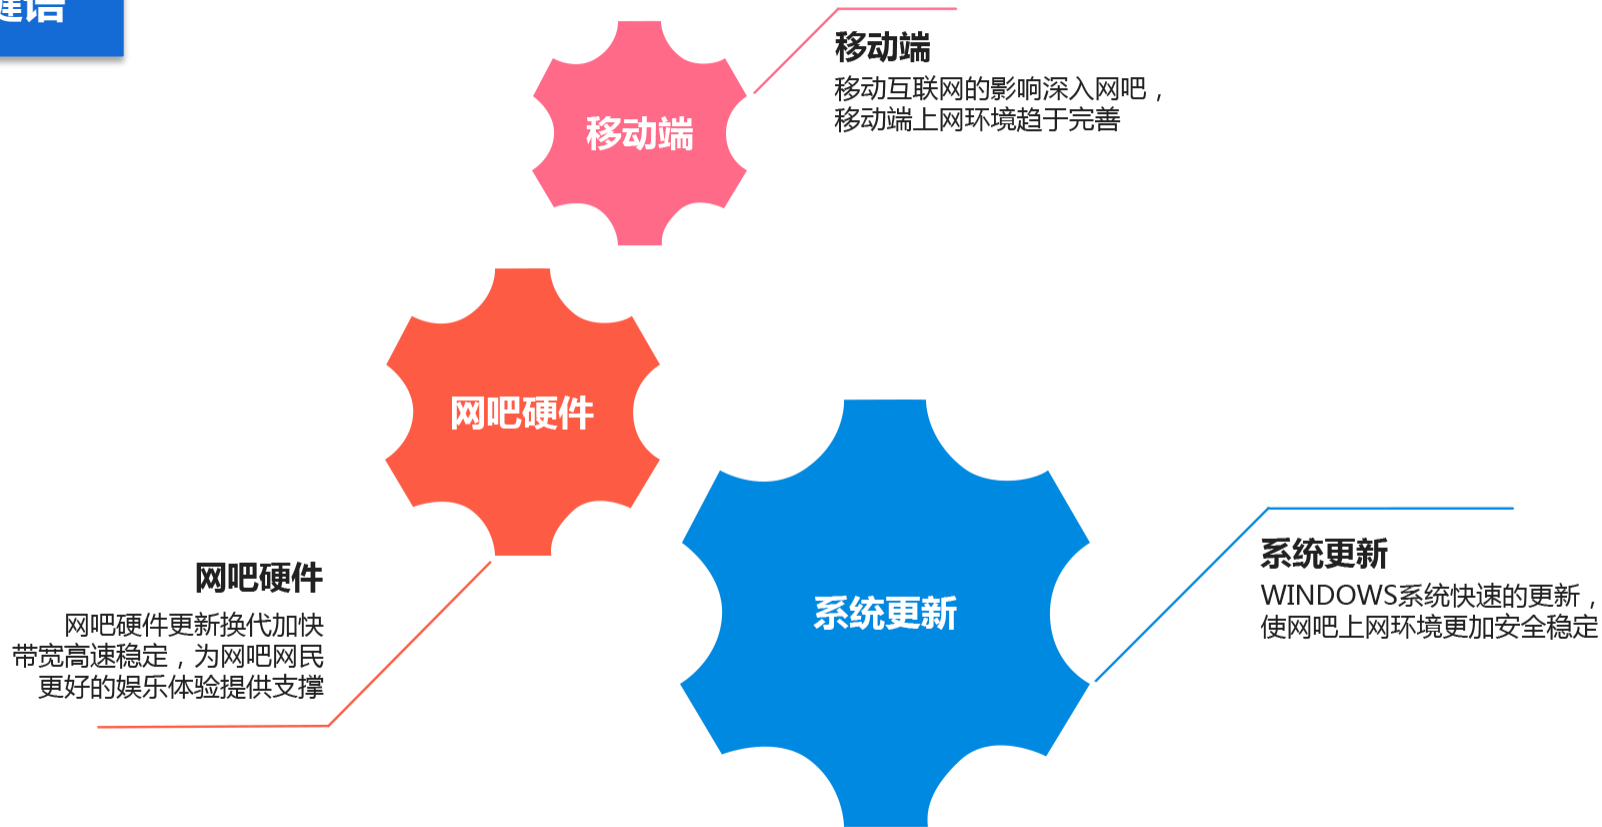 移动端
移动互联网的影响深入网吧，
移动端上网环境趋于完善
移动端
网吧硬件
网吧硬件
网吧硬件更新换代加快
带宽高速稳定，为网吧网民
更好的娱乐体验提供支撑
系统更新
系统更新
WINDOWS系统快速的更新，
使网吧上网环境更加安全稳定